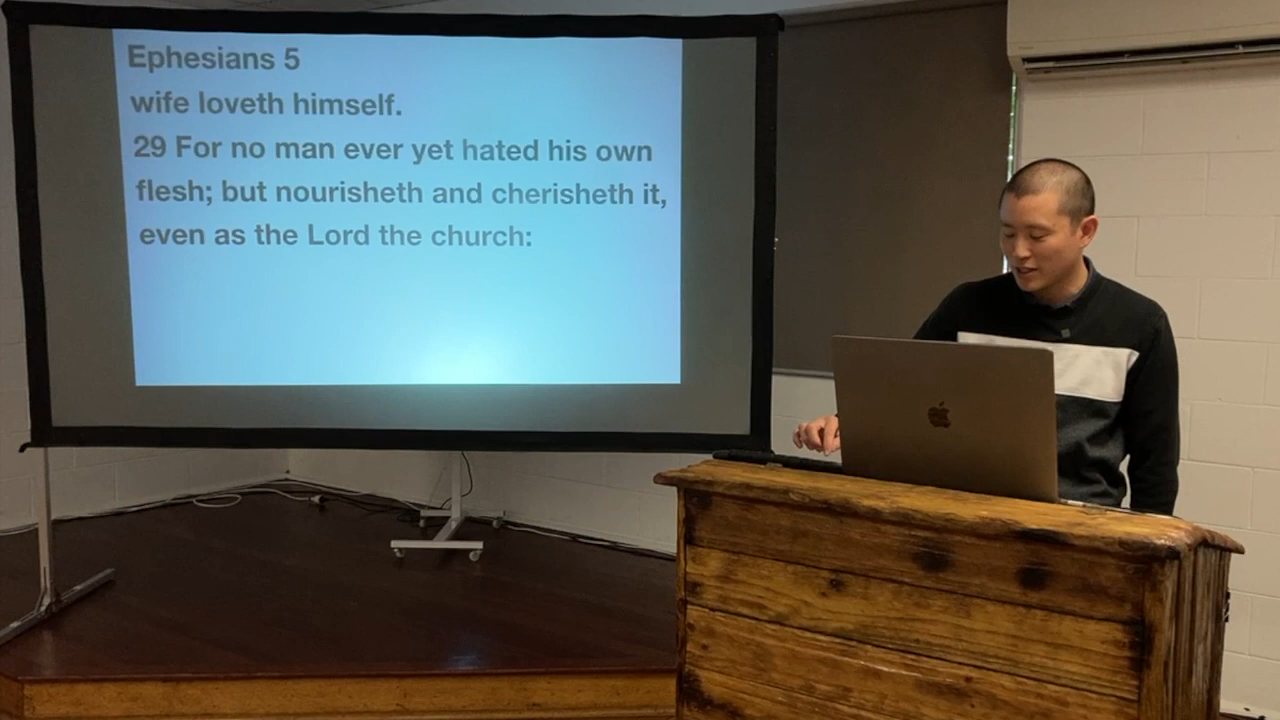 Ephesians 5
wife loveth himself.
29 For no man ever yet hated his own
flesh; but nourisheth and cherisheth it,
even as the Lord the church: